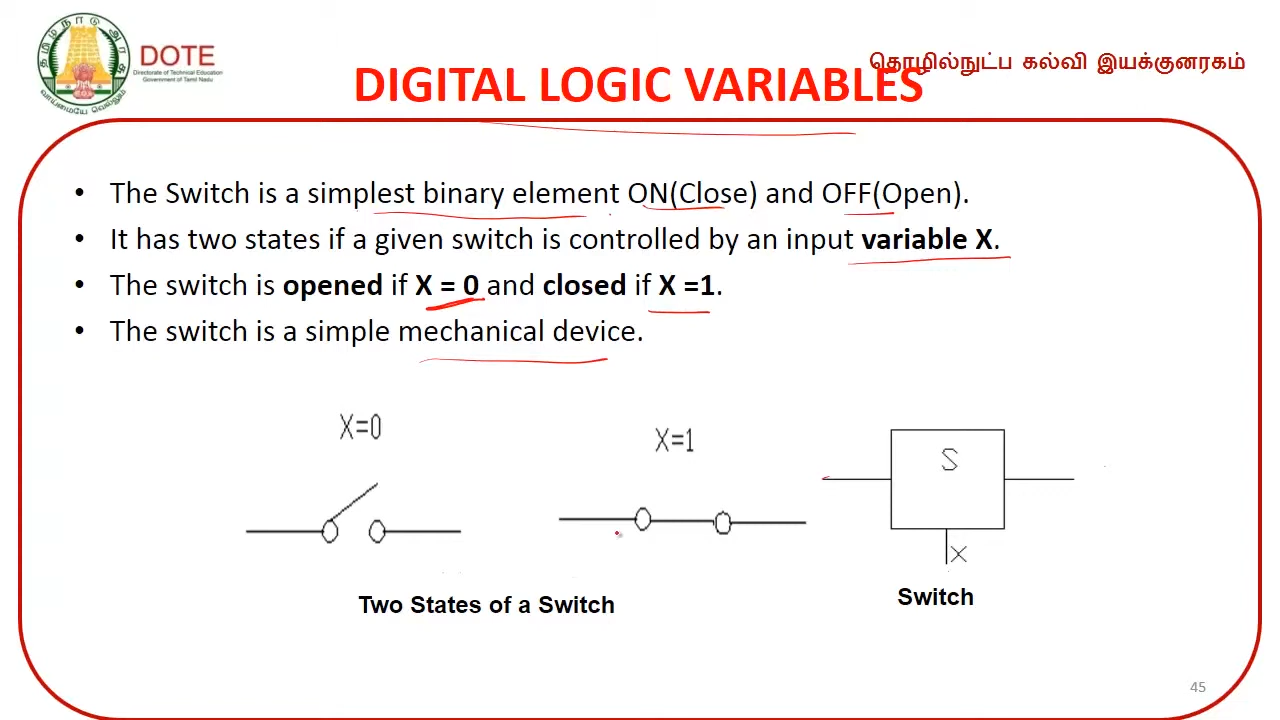 தமிழ்நாடு அரசு
வாய்மையே வெல்லும்
DOTE
Directorate of Technical Education
Government of Tamil Nadu
தொழில்நுட்ப கல்வி இயக்குனரகம்
DIGITAL LOGIC VARIABLES
• The Switch is a simplest binary element ON(Close) and OFF(Open).
• It has two states if a given switch is controlled by an input variable X.
• The switch is opened if X = 0 and closed if X =1.
• The switch is a simple mechanical device.
X=0
X=1
S
X
Two States of a Switch
Switch
45